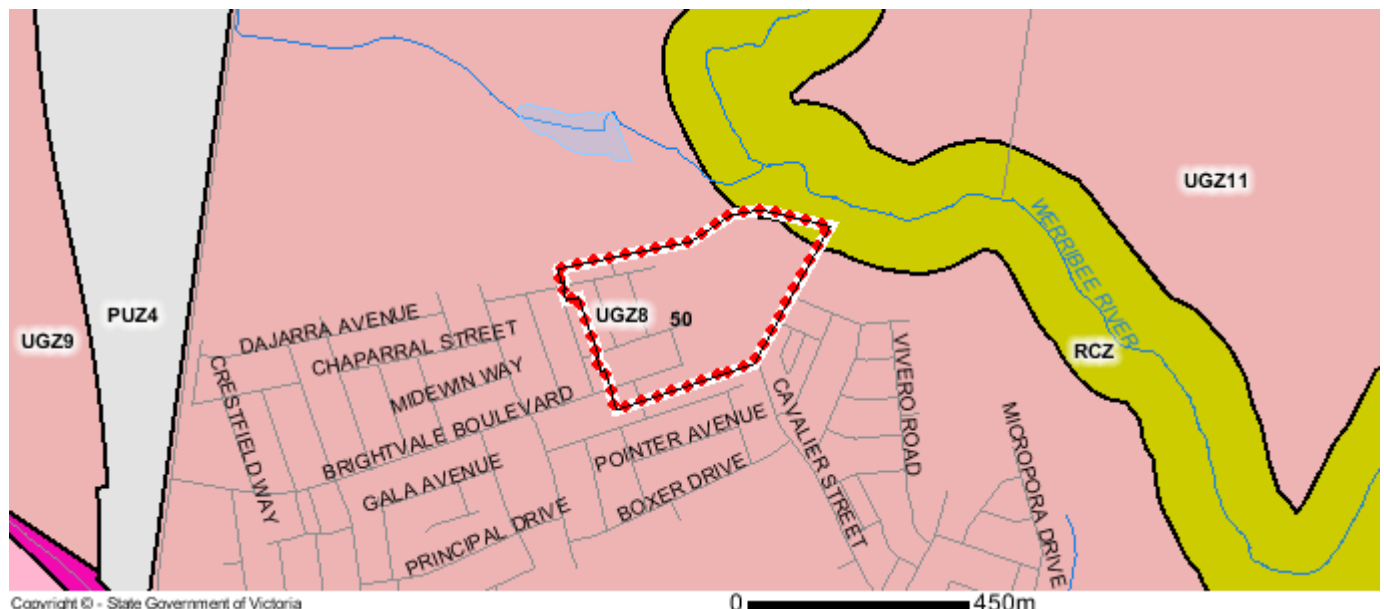 UGZ11
WERRIBEE RIVER
PUZ4
UGZ9
UGZ8
50
RCZ
DAJARRA AVENUE
CHAPARRAL STREET
MIDEWIN WAY
CRESTFIELD WAY
BRIGHTVALE BOULEVARD
GALA AVENUE
PRINCIPAL DRIVE
POINTER AVENUE
BOXER DRIVE
CAVALIER STREET
VIVERO ROAD
MICROPORA DRIVE
Copyright © - State Government of Victoria
0 450m